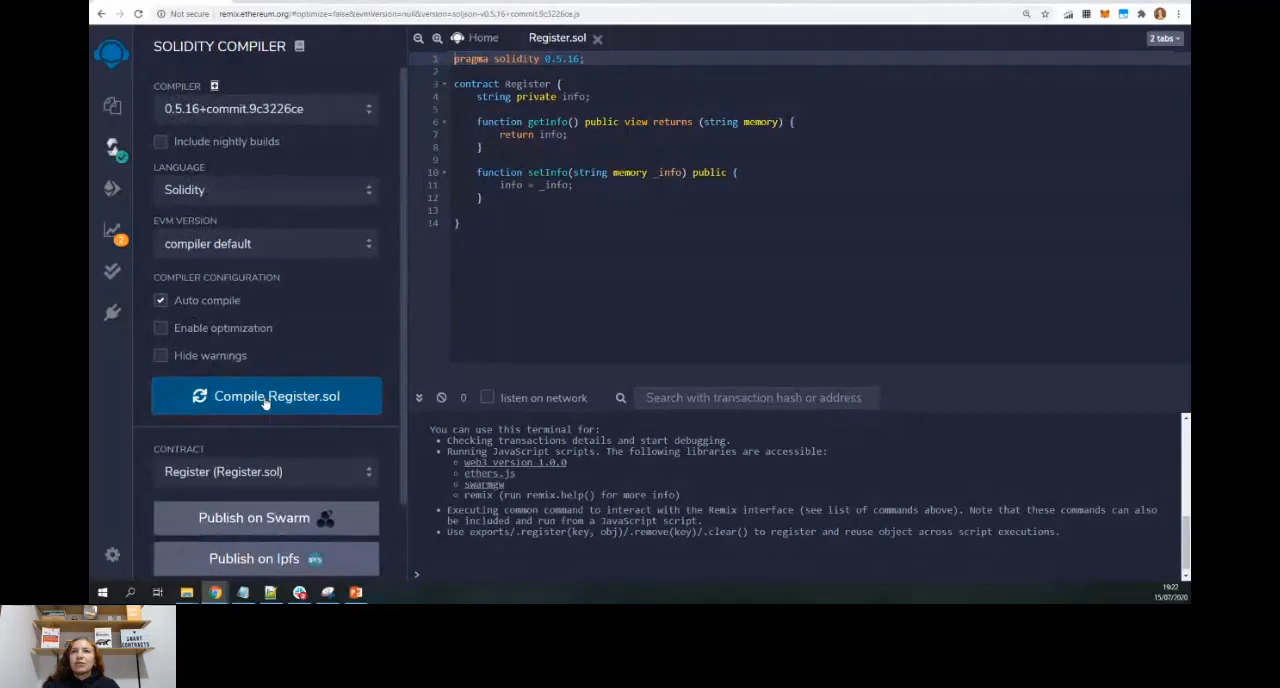 Not secure | remix.ethereum.org/#optimize=false&evmVersion=null&version=soljson-v0.5.16+commit.9c3226ce.js
SOLIDITY COMPILER
COMPILER
0.5.16+commit.9c3226ce
Include nightly builds
LANGUAGE
Solidity
EVM VERSION
compiler default
COMPILER CONFIGURATION
Auto compile
Enable optimization
Hide warnings
Compile Register.sol
CONTRACT
Register (Register.sol)
Publish on Swarm
Publish on Ipfs
IPFS
2
Home
Register.sol
2 tabs
1 pragma solidity 0.5.16;
2
3 contract Register {
4 string private info;
5
6 function getInfo() public view returns (string memory) {
7 return info;
8 }
9
10 function setInfo(string memory _info) public {
11 info = _info;
12 }
13
14 }
0
listen on network
Search with transaction hash or address
You can use this terminal for:
• Checking transactions details and start debugging.
• Running JavaScript scripts. The following libraries are accessible:
○ web3 version 1.0.0
○ ethers.js
○ swarmgw
○ remix (run remix.help() for more info)
• Executing common command to interact with the Remix interface (see list of commands above). Note that these commands can also
be included and run from a JavaScript script.
• Use exports/.register(key, obj)/.remove(key)/.clear() to register and reuse object across script executions.
>
19:22
15/07/2020
SMART
CONTRACTS